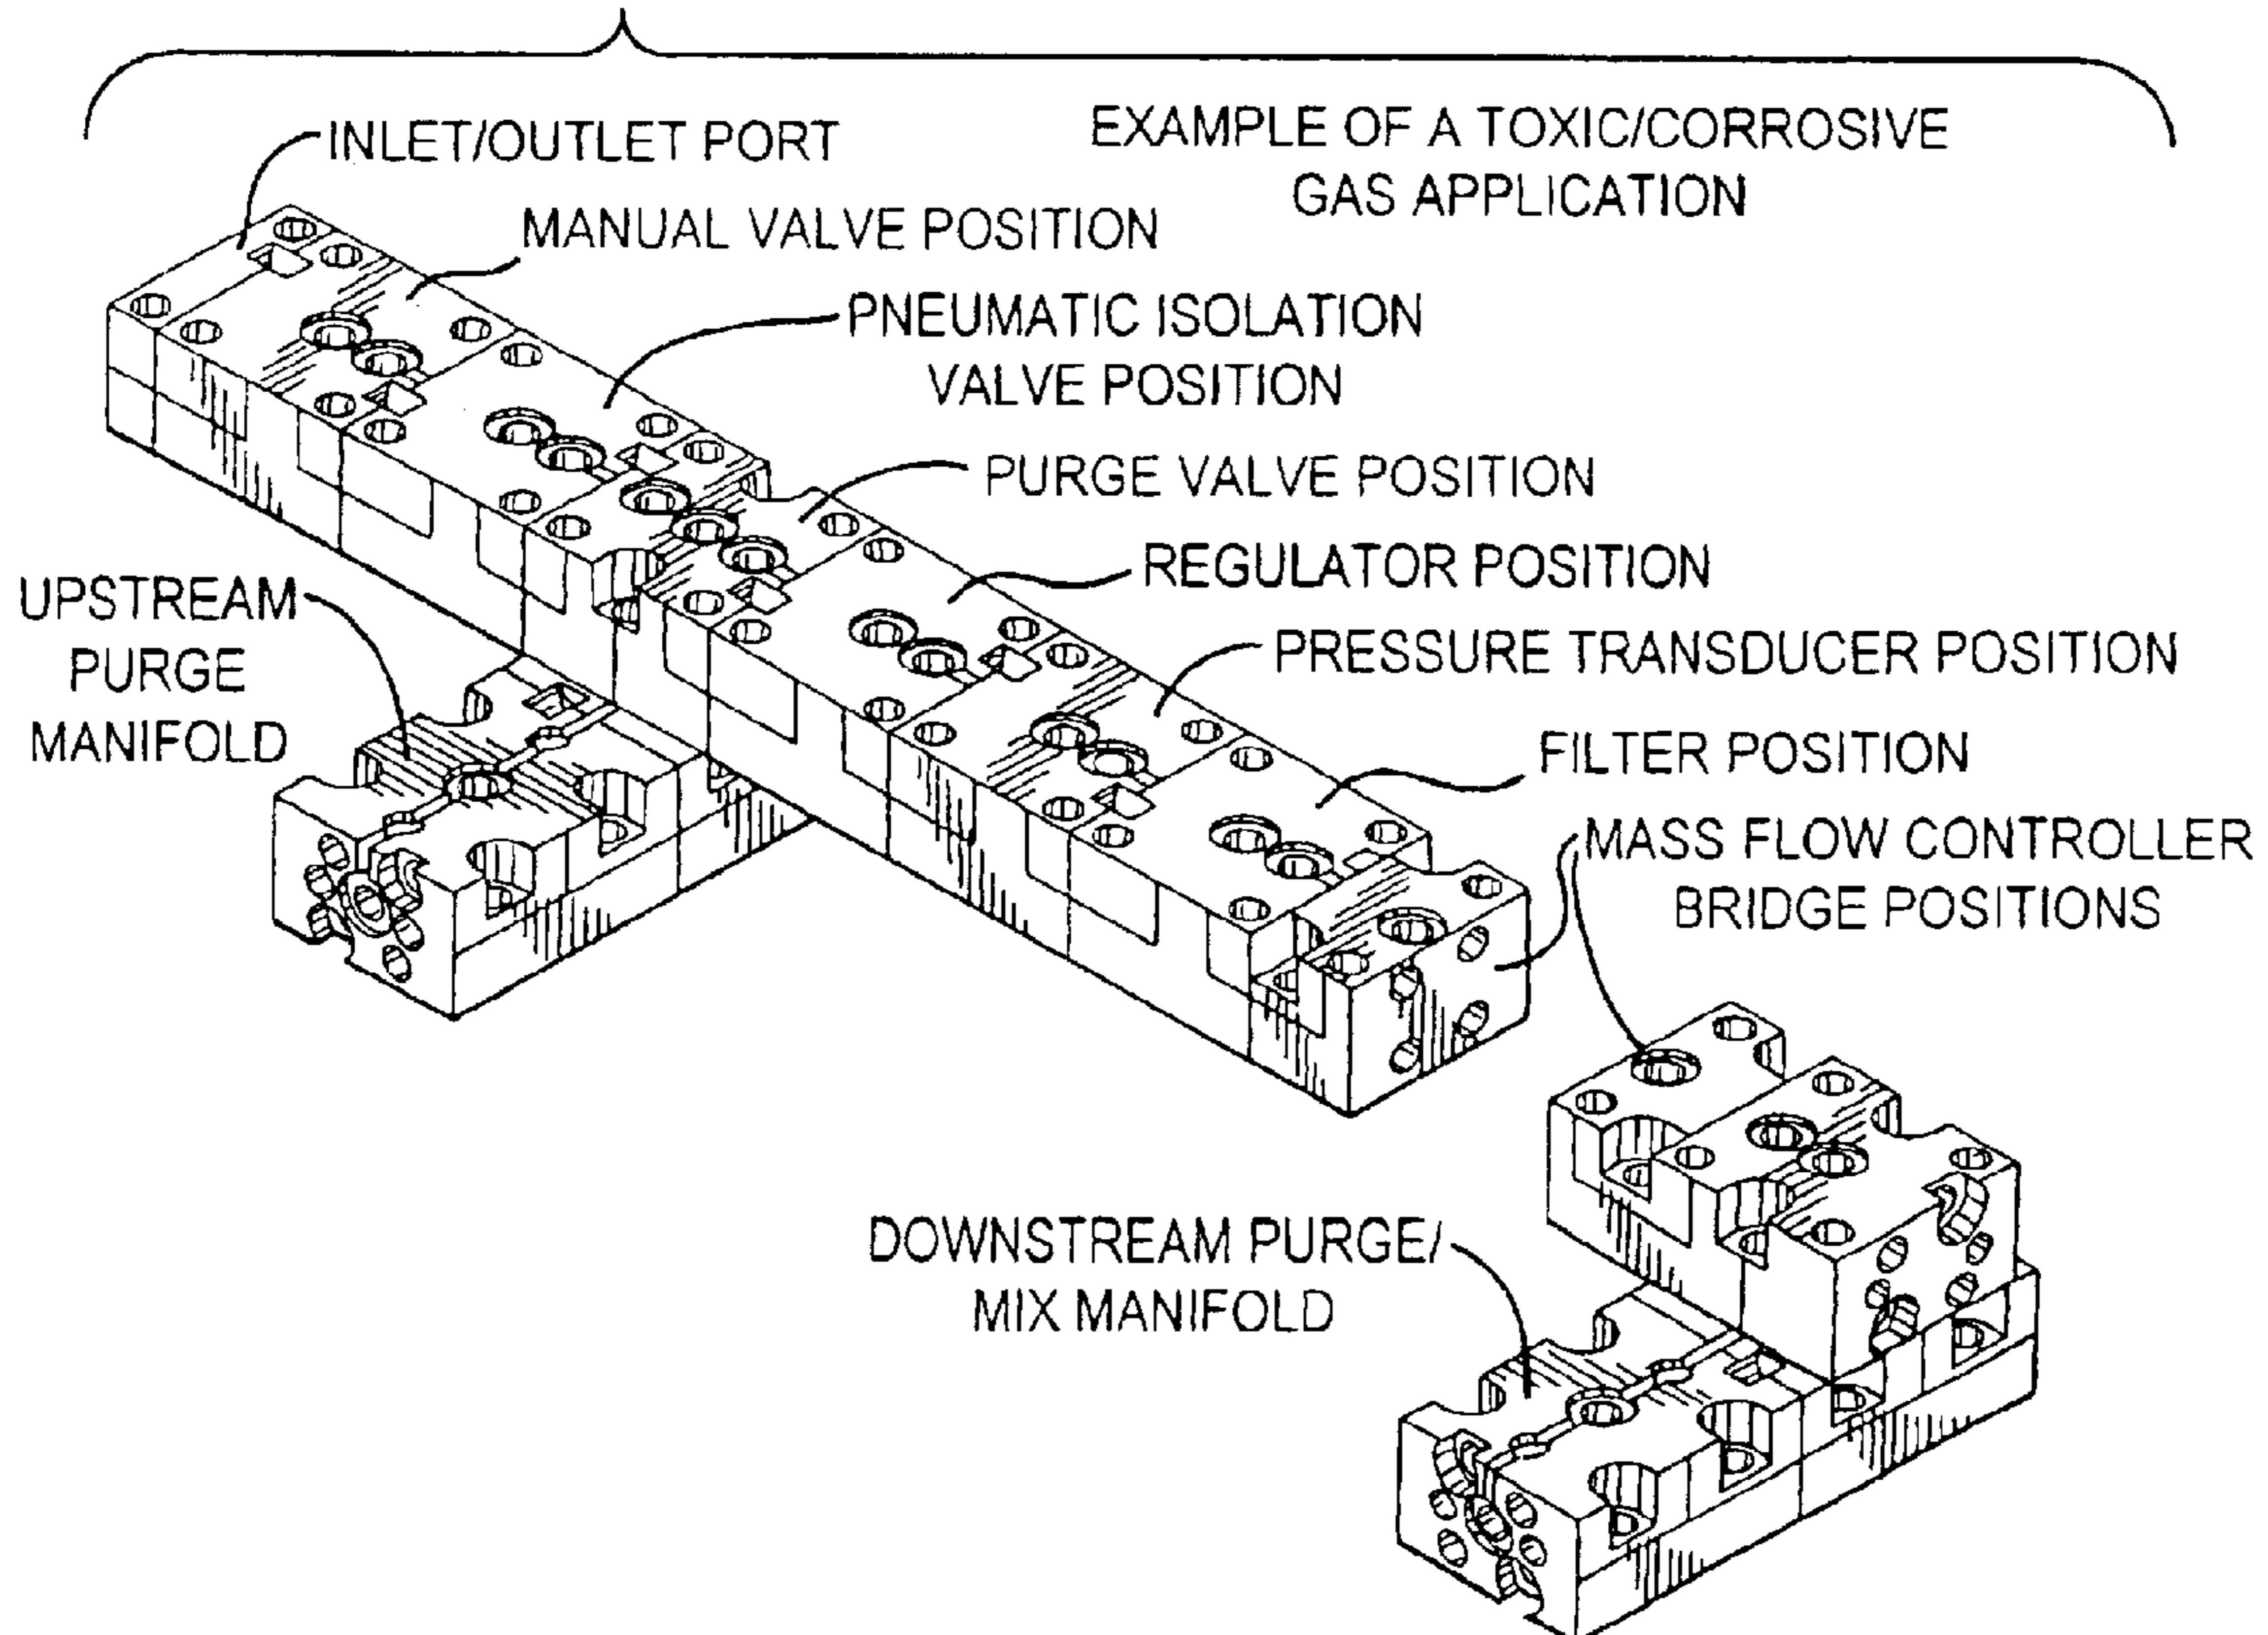 EXAMPLE OF A TOXIC/CORROSIVE
GAS APPLICATION
INLET/OUTLET PORT
MANUAL VALVE POSITION
PNEUMATIC ISOLATION
VALVE POSITION
PURGE VALVE POSITION
REGULATOR POSITION
UPSTREAM
PURGE
MANIFOLD
PRESSURE TRANSDUCER POSITION
FILTER POSITION
MASS FLOW CONTROLLER
BRIDGE POSITIONS
DOWNSTREAM PURGE/
MIX MANIFOLD